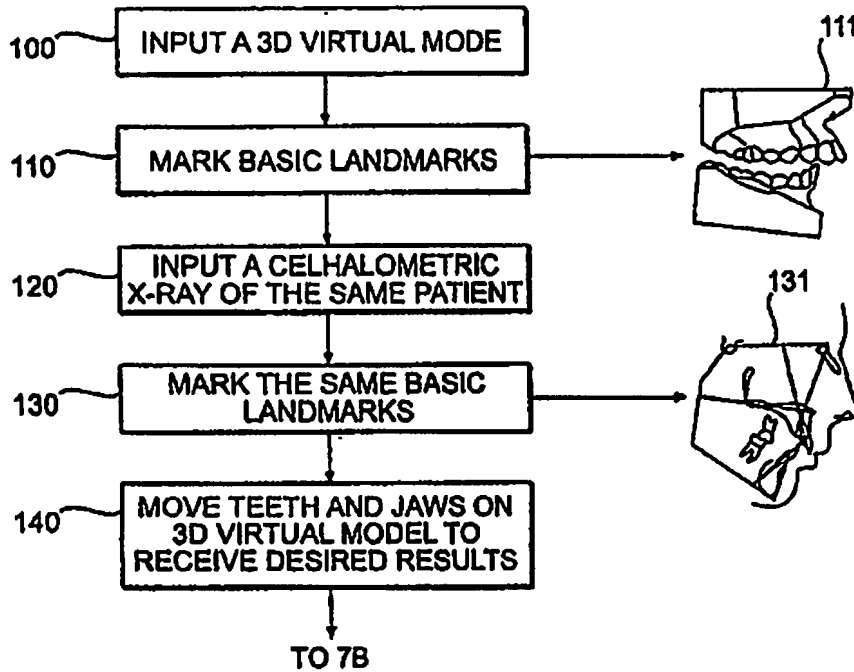 100
INPUT A 3D VIRTUAL MODE
111
110
MARK BASIC LANDMARKS
120
INPUT A CELHALOMETRIC
X-RAY OF THE SAME PATIENT
131
130
MARK THE SAME BASIC
LANDMARKS
140
MOVE TEETH AND JAWS ON
3D VIRTUAL MODEL TO
RECEIVE DESIRED RESULTS
TO 7B